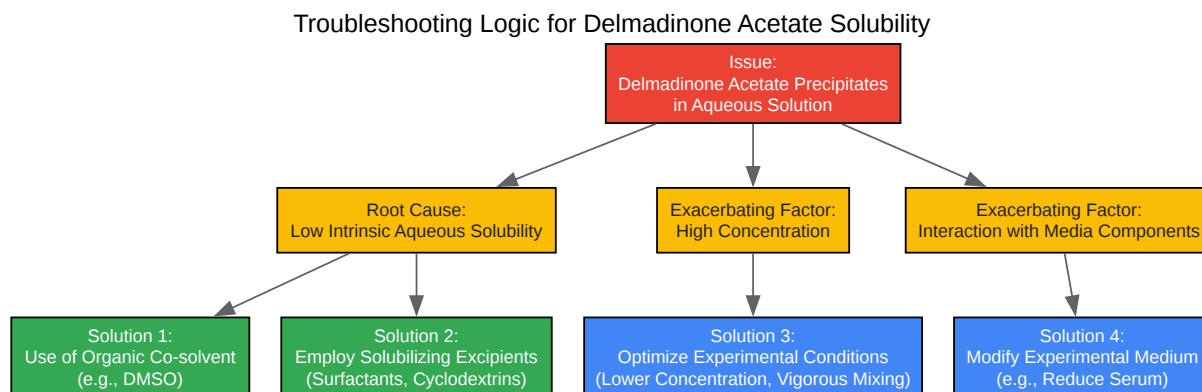 Troubleshooting Logic for Delmadinone Acetate Solubility
Issue:
Delmadinone Acetate Precipitates
in Aqueous Solution
Root Cause:
Low Intrinsic Aqueous Solubility
Exacerbating Factor:
High Concentration
Exacerbating Factor:
Interaction with Media Components
Solution 1:
Use of Organic Co-solvent
(e.g., DMSO)
Solution 2:
Employ Solubilizing Excipients
(Surfactants, Cyclodextrins)
Solution 3:
Optimize Experimental Conditions
(Lower Concentration, Vigorous Mixing)
Solution 4:
Modify Experimental Medium
(e.g., Reduce Serum)